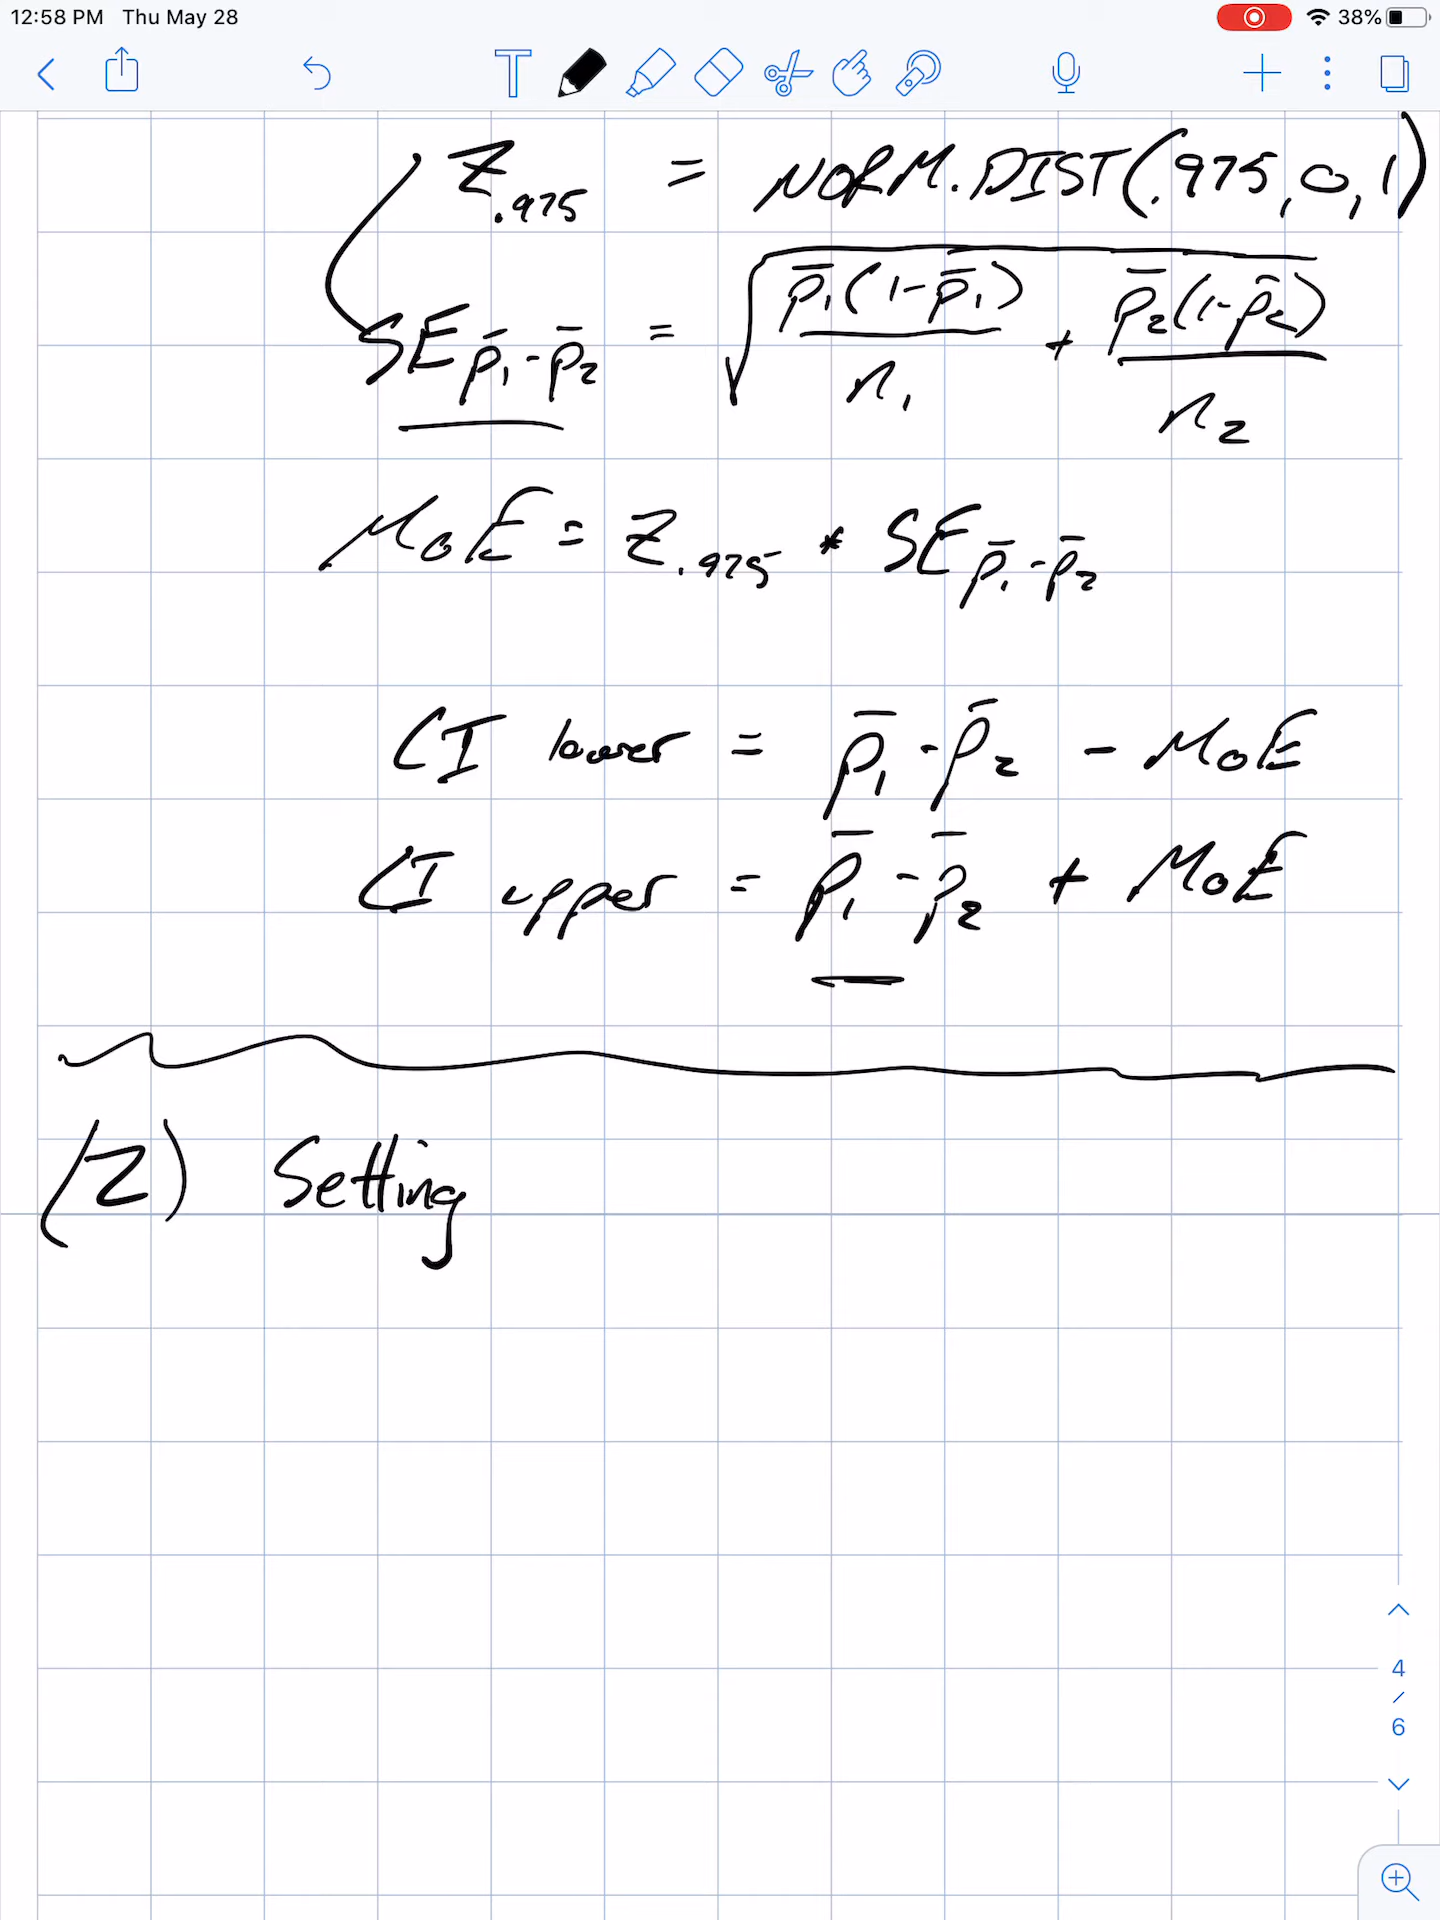 12:58 PM Thu May 28 38%
Z.975 = NORM.DIST(.975,0,1)
SE p̄₁-p̄₂ = √( p̄₁(1-p̄₁)/n₁ + p̄₂(1-p̄₂)/n₂ )
MoE = Z.975 * SE p̄₁-p̄₂
CI lower = p̄₁-p̄₂ - MoE
CI upper = p̄₁-p̄₂ + MoE
(2) Setting
4
/
6